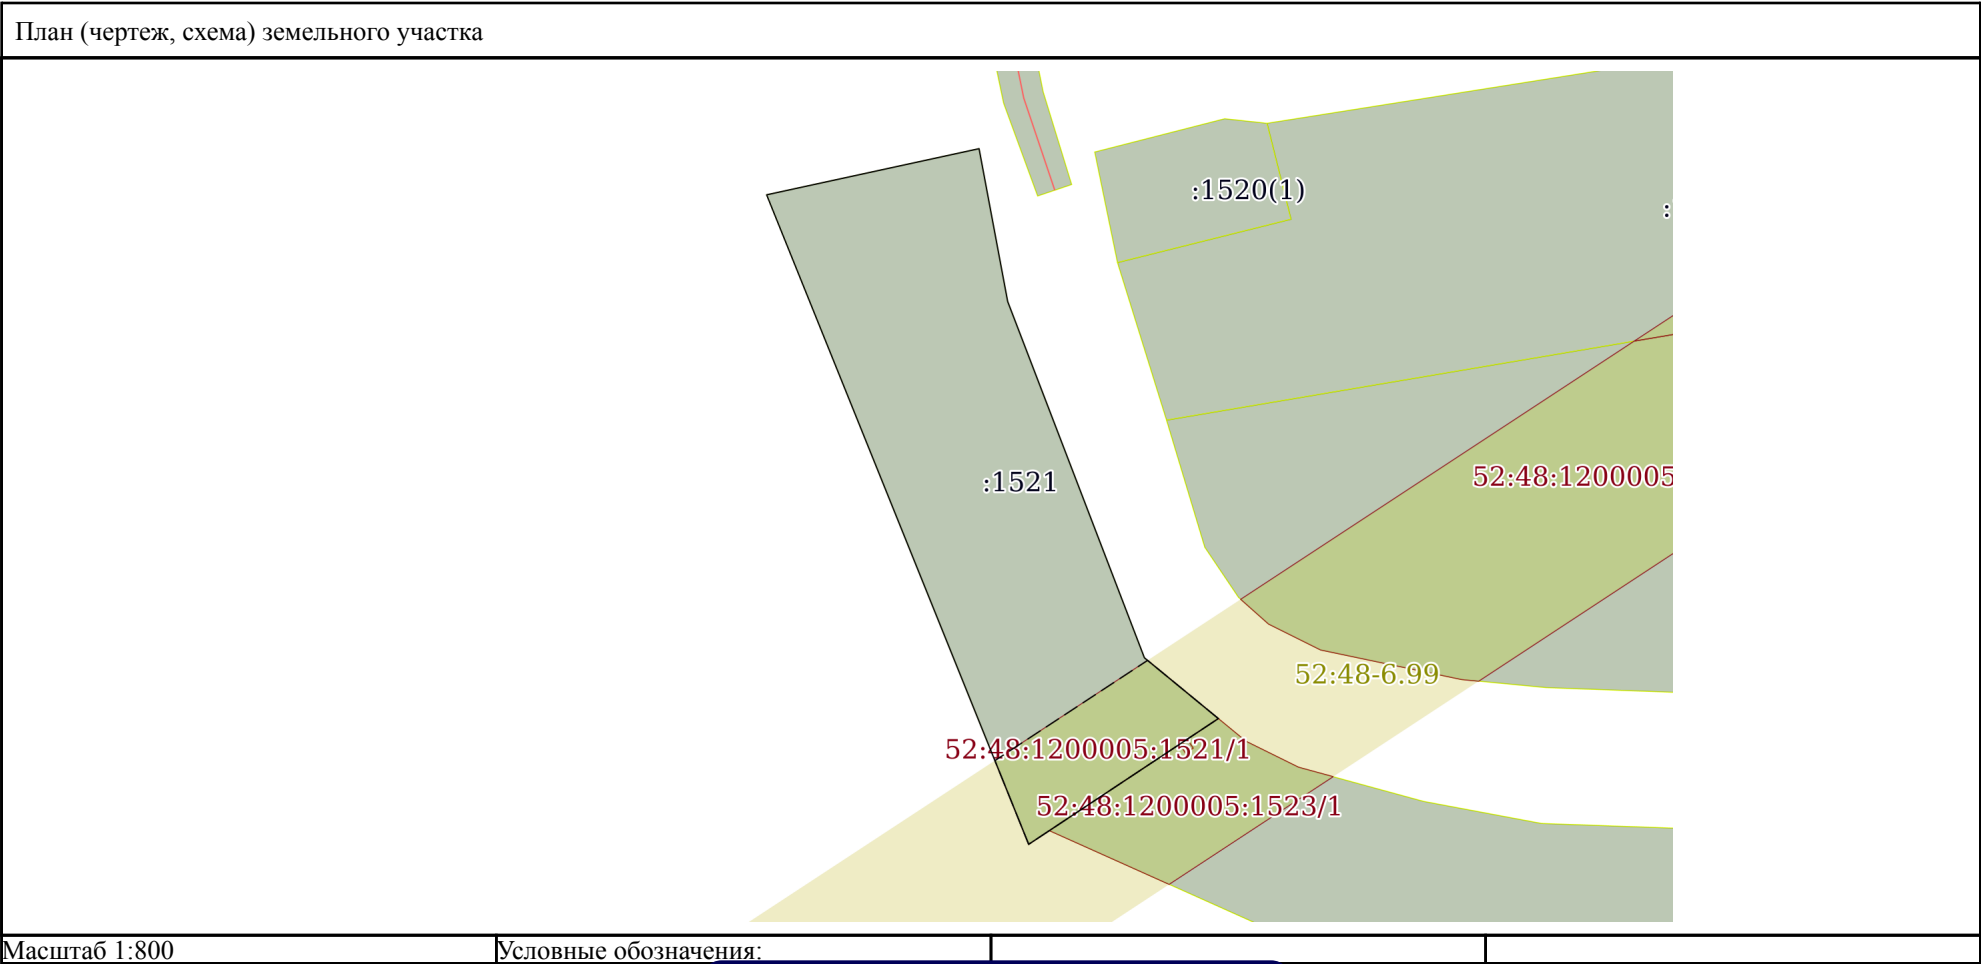 План (чертеж, схема) земельного участка
:1520(1)
:
52:48:1200005
:1521
52:48-6.99
52:48:1200005:1521/1
52:48:1200005:1523/1
Масштаб 1:800
Условные обозначения: